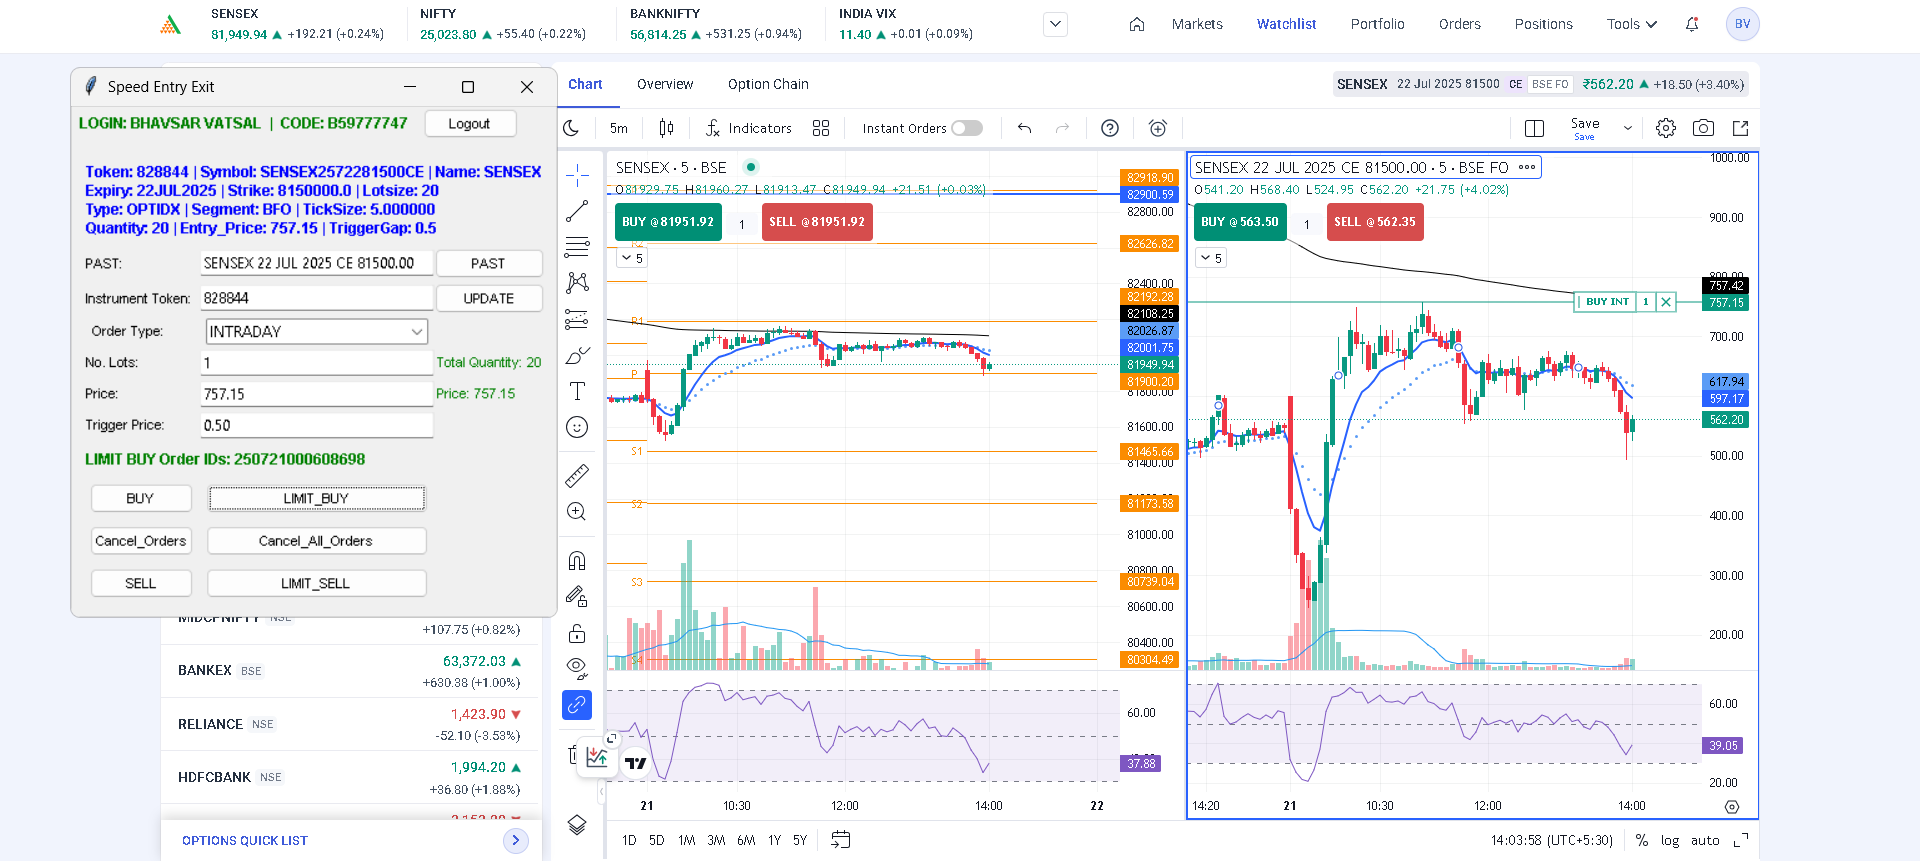 SENSEX
81,949.94 ▲ +192.21 (+0.24%)
NIFTY
25,023.80 ▲ +55.40 (+0.22%)
BANKNIFTY
56,814.25 ▲ +531.25 (+0.94%)
INDIA VIX
11.40 ▲ +0.01 (+0.09%)
Markets
Watchlist
Portfolio
Orders
Positions
Tools
BV
Speed Entry Exit
LOGIN: BHAVSAR VATSAL | CODE: B59777747
Logout
Token: 828844 | Symbol: SENSEX2572281500CE | Name: SENSEX
Expiry: 22JUL2025 | Strike: 8150000.0 | Lotsize: 20
Type: OPTIDX | Segment: BFO | TickSize: 5.000000
Quantity: 20 | Entry_Price: 757.15 | TriggerGap: 0.5
PAST: SENSEX 22 JUL 2025 CE 81500.00 PAST
Instrument Token: 828844 UPDATE
Order Type: INTRADAY
No. Lots: 1 Total Quantity: 20
Price: 757.15 Price: 757.15
Trigger Price: 0.50
LIMIT BUY Order IDs: 250721000608698
BUY LIMIT_BUY
Cancel_Orders Cancel_All_Orders
SELL LIMIT_SELL
MIDCPNIFTY NSE
+107.75 (+0.82%)
BANKEX BSE 63,372.03 ▲
+630.38 (+1.00%)
RELIANCE NSE 1,423.90 ▼
-52.10 (-3.53%)
HDFCBANK NSE 1,994.20 ▲
+36.80 (+1.88%)
OPTIONS QUICK LIST
Chart Overview Option Chain
SENSEX 22 Jul 2025 81500 CE BSE FO ₹562.20 ▲ +18.50 (+3.40%)
5m Indicators Instant Orders
Save
Save
SENSEX · 5 · BSE
O81929.75 H81960.27 L81913.47 C81949.94 +21.51 (+0.03%)
BUY @81951.92 1 SELL @81951.92
5
R2
R1
P
S1
S2
S3
S4
82918.90
82900.59
82800.00
82626.82
82400.00
82192.28
82108.25
82026.87
82001.75
81949.94
81900.20
81800.00
81600.00
81465.66
81400.00
81173.58
81000.00
80800.00
80739.04
80600.00
80400.00
80304.49
60.00
37.88
21 10:30 12:00 14:00 22
SENSEX 22 JUL 2025 CE 81500.00 · 5 · BSE FO
O541.20 H568.40 L524.95 C562.20 +21.75 (+4.02%)
BUY @563.50 1 SELL @562.35
5
BUY INT 1
1000.00
900.00
800.00
757.42
757.15
700.00
617.94
597.17
562.20
500.00
400.00
300.00
200.00
60.00
39.05
20.00
14:20 21 10:30 12:00 14:00
1D 5D 1M 3M 6M 1Y 5Y
14:03:58 (UTC+5:30) % log auto